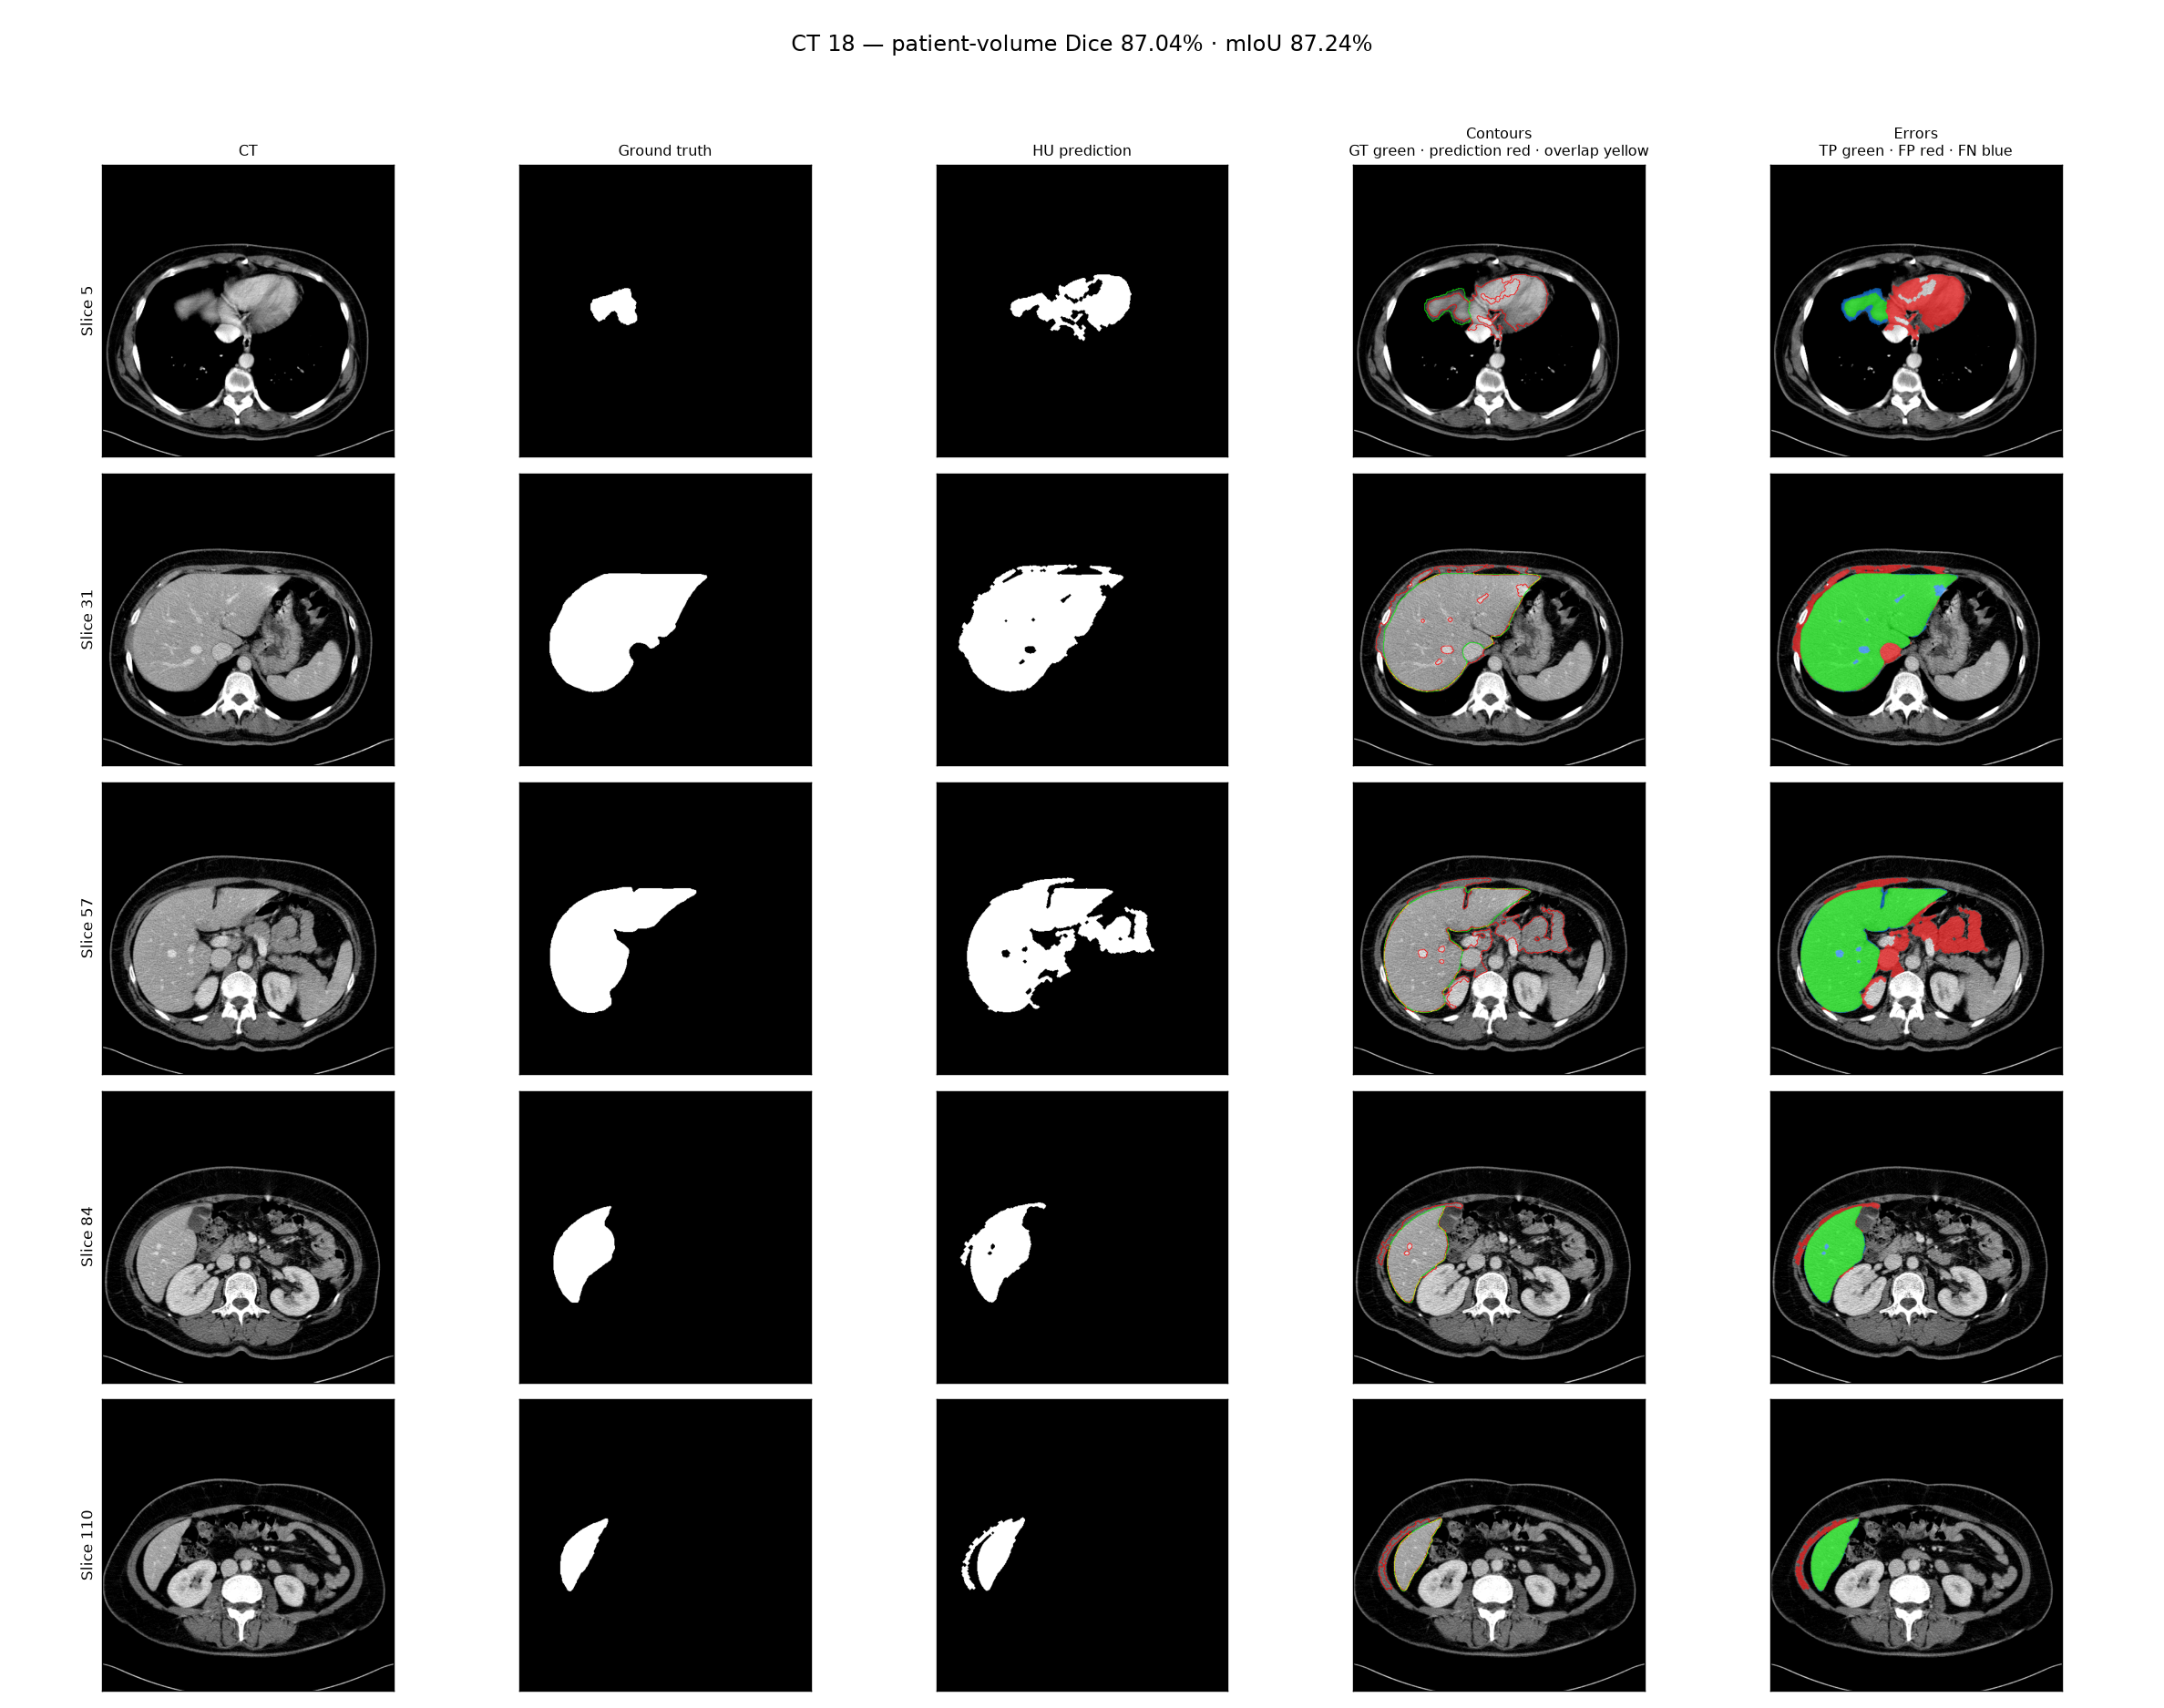 CT 18 — patient-volume Dice 87.04% · mIoU 87.24%
CT
Ground truth
HU prediction
Contours
GT green · prediction red · overlap yellow
Errors
TP green · FP red · FN blue
Slice 5
Slice 31
Slice 57
Slice 84
Slice 110